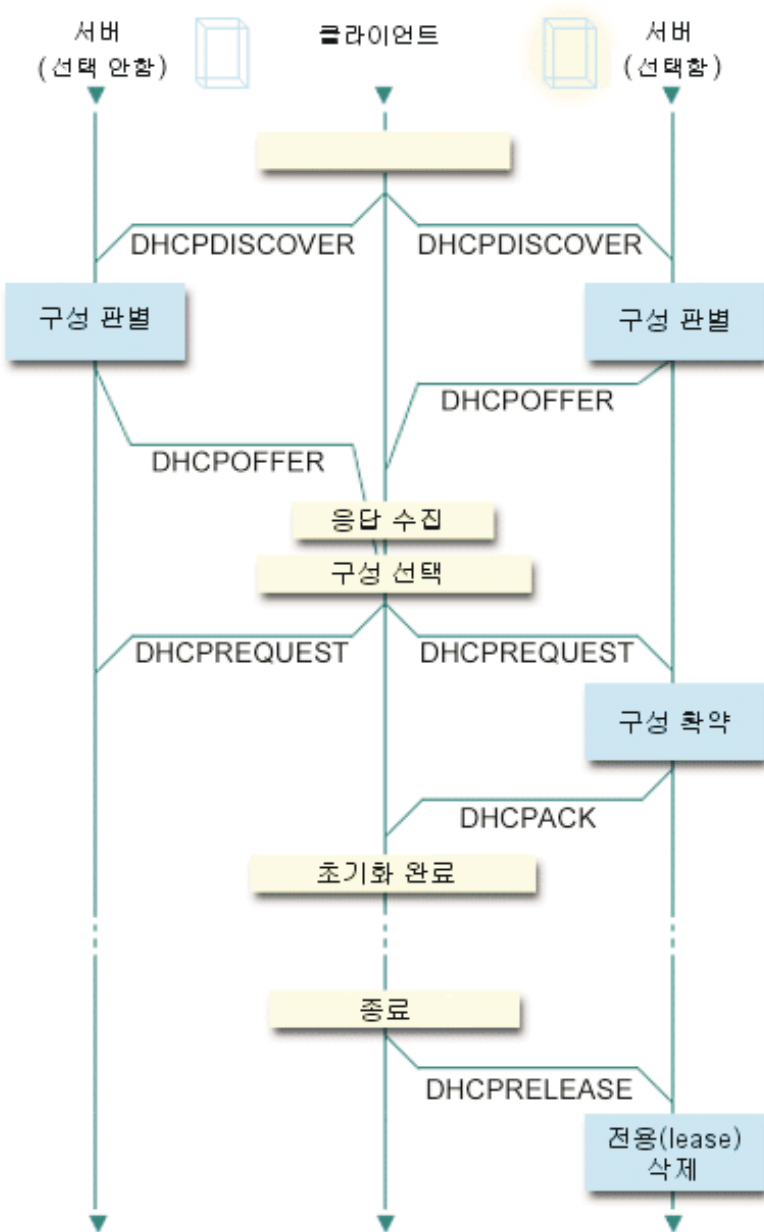 서버
(선택 안함)
클라이언트
서버
(선택함)
DHCPDISCOVER
DHCPDISCOVER
구성 판별
구성 판별
DHCPOFFER
DHCPOFFER
응답 수집
구성 선택
DHCPREQUEST
DHCPREQUEST
구성 확약
DHCPACK
초기화 완료
종료
DHCPRELEASE
전용(lease)
삭제